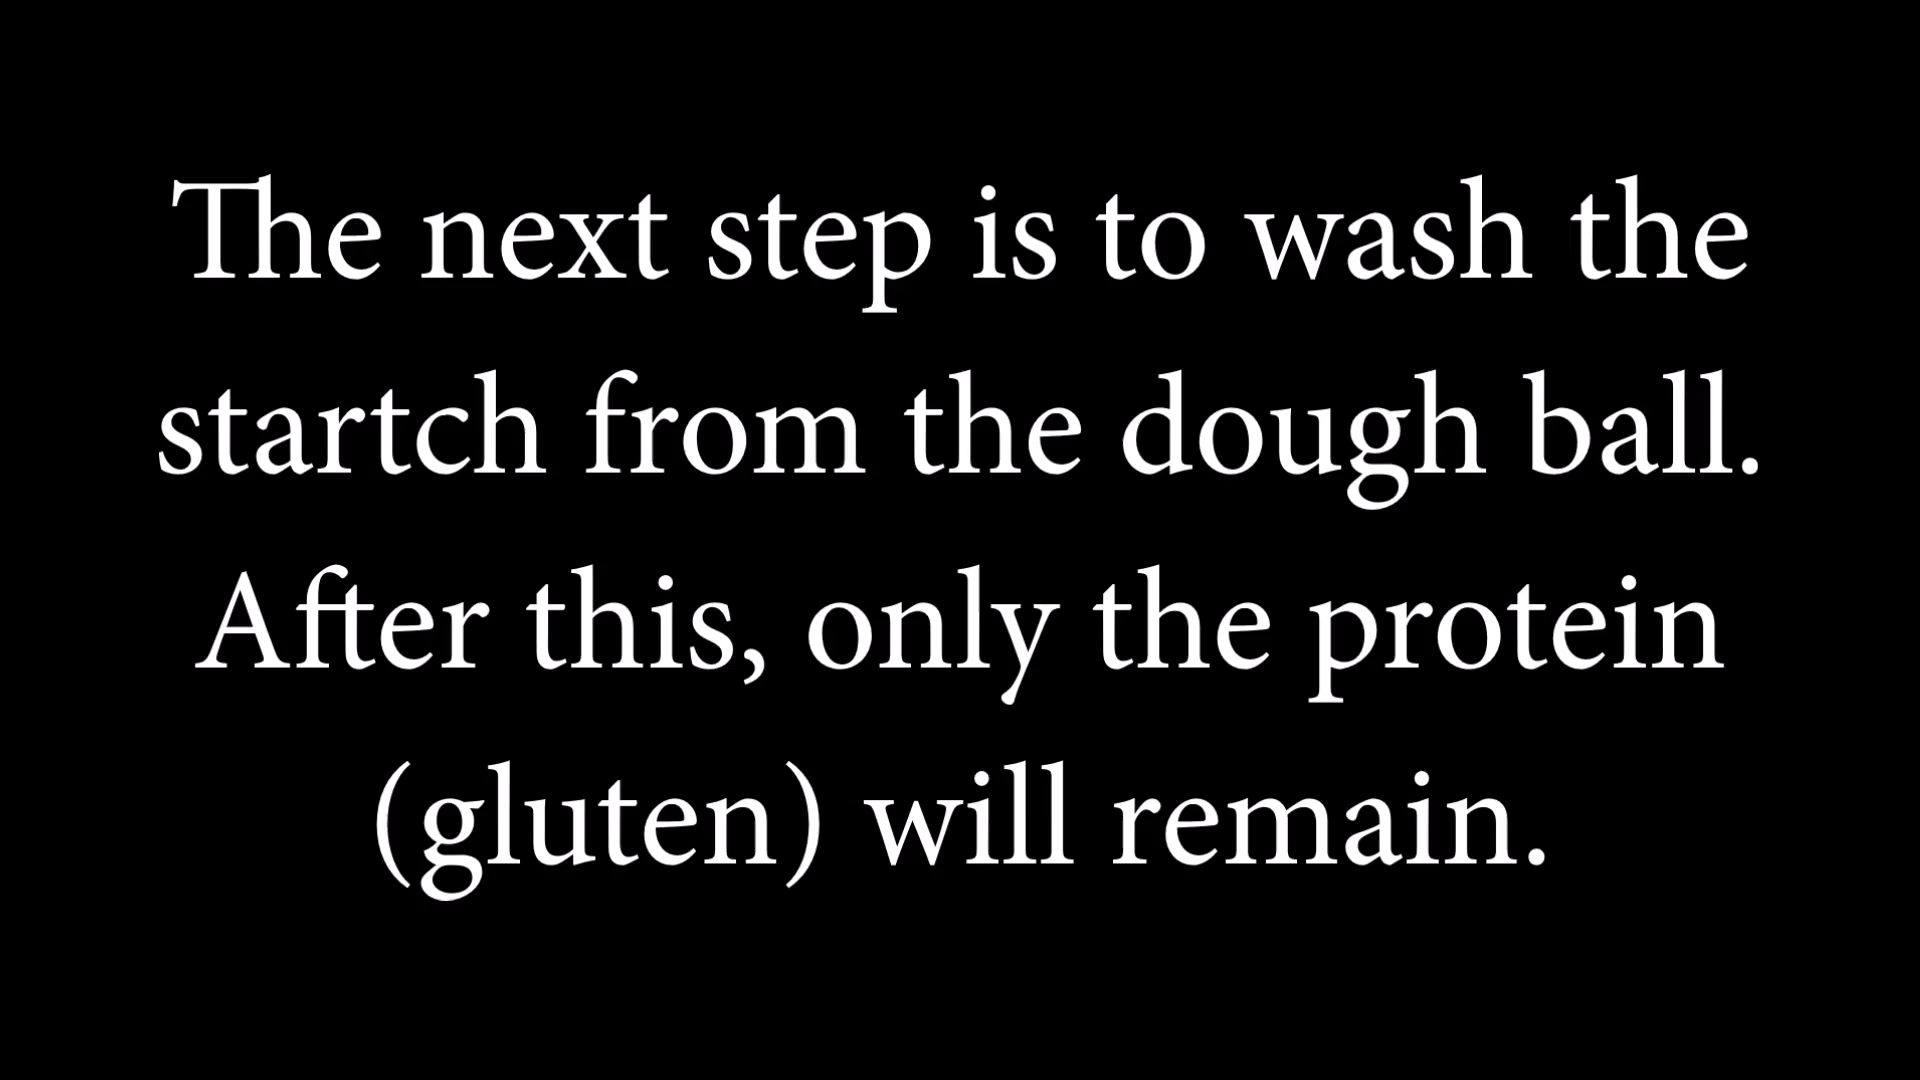 The next step is to wash the
startch from the dough ball.
After this, only the protein
(gluten) will remain.